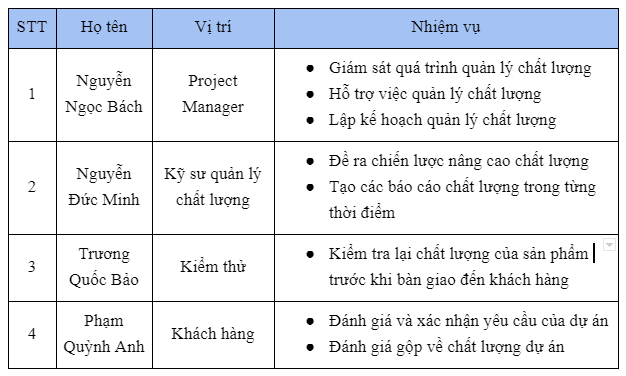 STT Họ tên Vị trí Nhiệm vụ
1
Nguyễn
Ngọc Bách
Project
Manager
● Giám sát quá trình quản lý chất lượng
● Hỗ trợ việc quản lý chất lượng
● Lập kế hoạch quản lý chất lượng
2
Nguyễn
Đức Minh
Kỹ sư quản lý
chất lượng
● Đề ra chiến lược nâng cao chất lượng
● Tạo các báo cáo chất lượng trong từng
thời điểm
3
Trương
Quốc Bảo
Kiểm thử
● Kiểm tra lại chất lượng của sản phẩm
trước khi bàn giao đến khách hàng
4
Phạm
Quỳnh Anh
Khách hàng
● Đánh giá và xác nhận yêu cầu của dự án
● Đánh giá gộp về chất lượng dự án